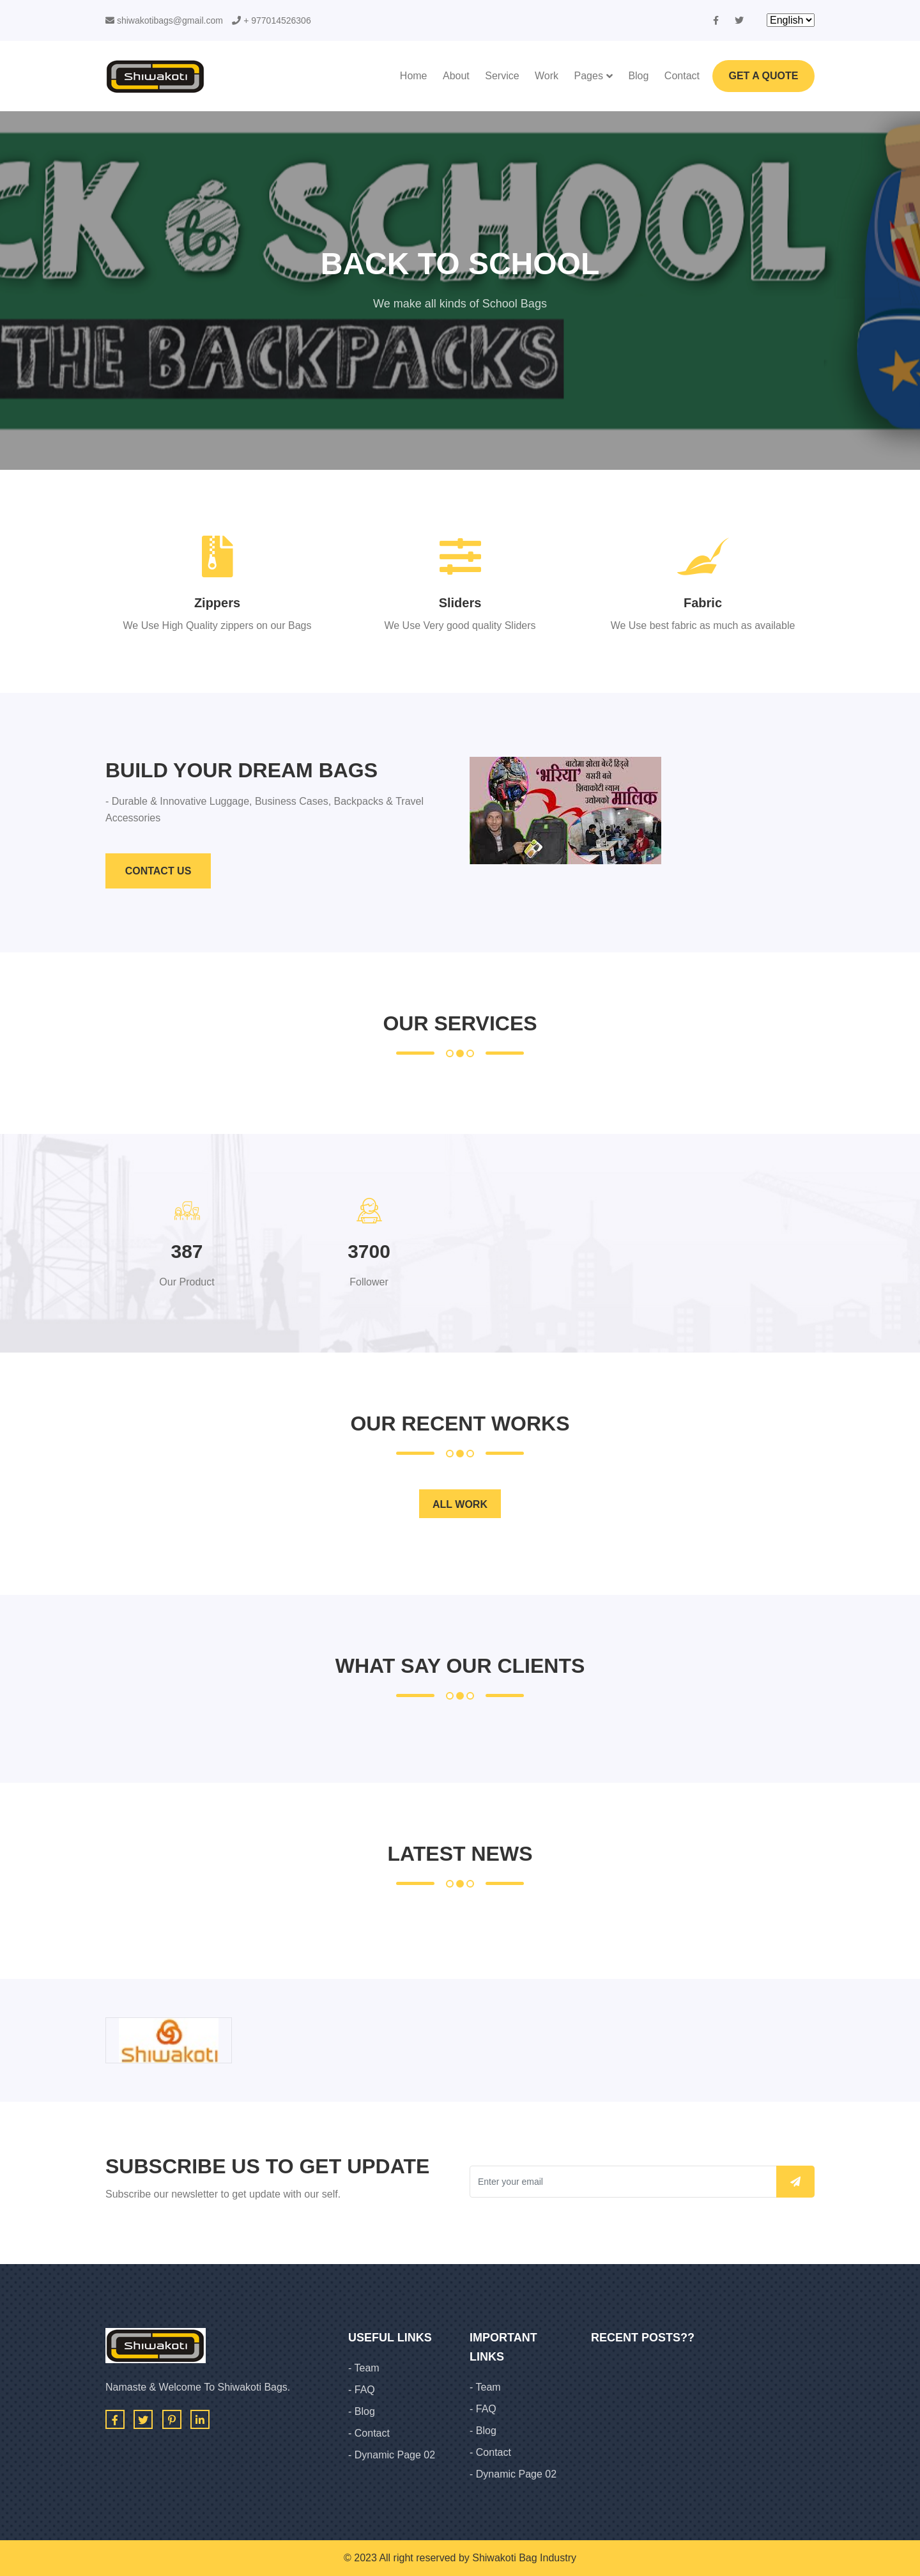 shiwakotibags@gmail.com + 977014526306
English
Shiwakoti
Home About Service Work Pages Blog Contact GET A QUOTE
CK to SCHOOL
THE BACKPACKS
BACK TO SCHOOL
We make all kinds of School Bags
Zippers
We Use High Quality zippers on our Bags
Sliders
We Use Very good quality Sliders
Fabric
We Use best fabric as much as available
BUILD YOUR DREAM BAGS
- Durable & Innovative Luggage, Business Cases, Backpacks & Travel
Accessories
CONTACT US
बाटोमा झोला बेच्दै हिंड्ने
'भरिया'
यसरी बने
शिवाकोटी ब्याग
उद्योगको मालिक
OUR SERVICES
387
Our Product
3700
Follower
OUR RECENT WORKS
ALL WORK
WHAT SAY OUR CLIENTS
LATEST NEWS
Shiwakoti
SUBSCRIBE US TO GET UPDATE
Subscribe our newsletter to get update with our self.
Enter your email
Shiwakoti
Namaste & Welcome To Shiwakoti Bags.
USEFUL LINKS
- Team
- FAQ
- Blog
- Contact
- Dynamic Page 02
IMPORTANT
LINKS
- Team
- FAQ
- Blog
- Contact
- Dynamic Page 02
RECENT POSTS??
© 2023 All right reserved by Shiwakoti Bag Industry